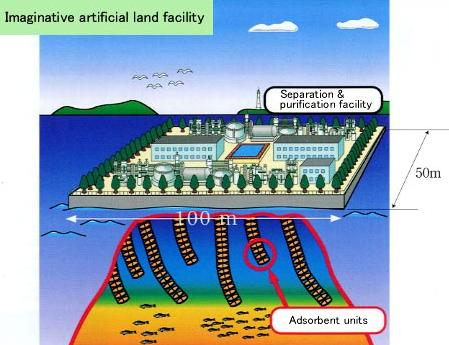 Imaginative artificial land facility
Separation &
purification facility
50m
100 m
Adsorbent units